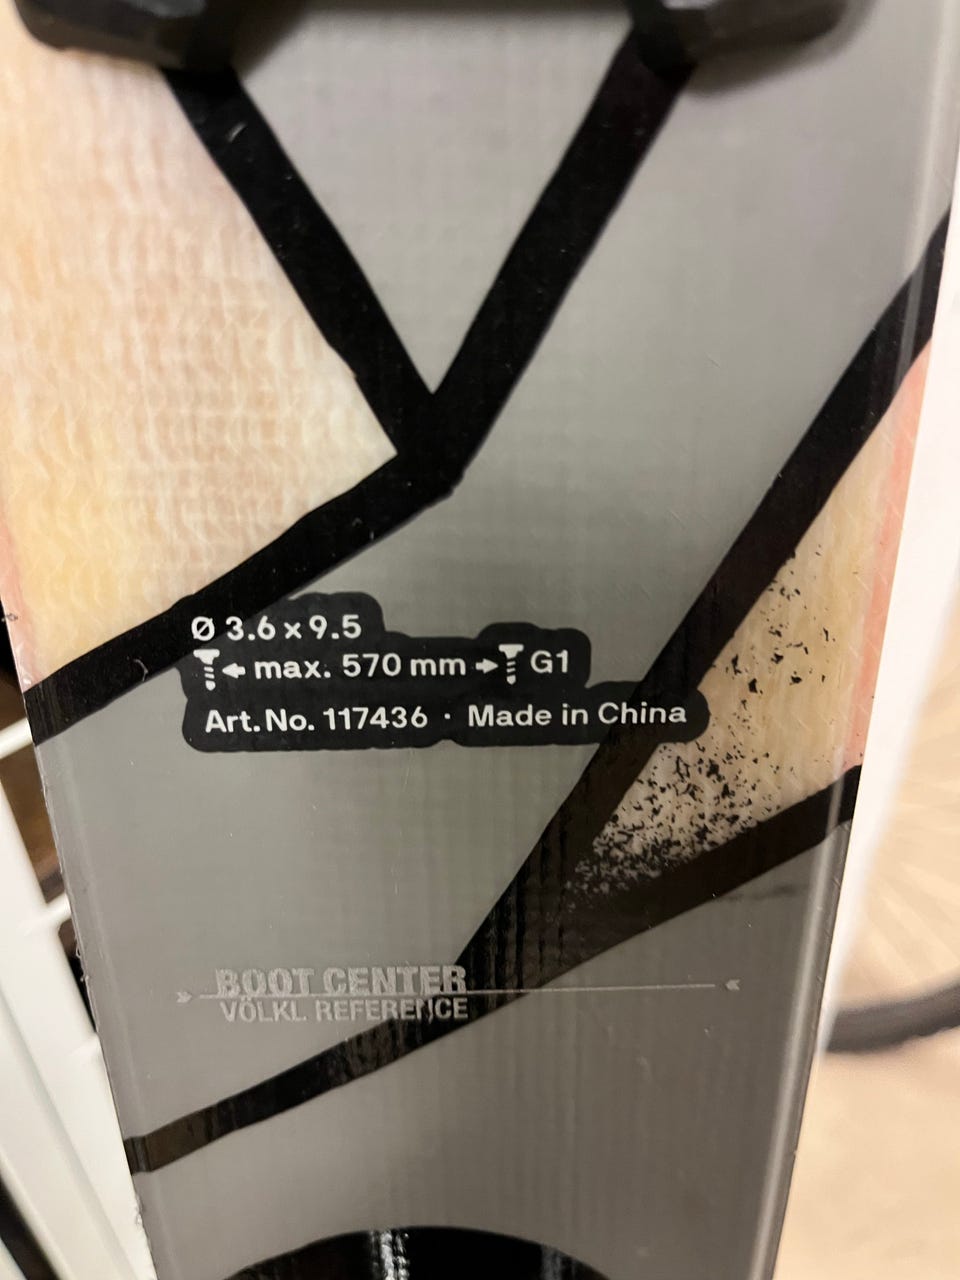 Ø 3.6 x 9.5
max. 570 mm G1
Art. No. 117436 · Made in China
BOOT CENTER
VÖLKL REFERENCE